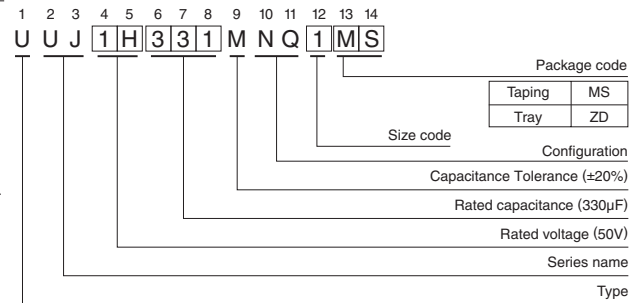 1 2 3 4 5 6 7 8 9 10 11 12 13 14
U U J 1 H 3 3 1 M N Q 1 M S
Package code
Taping MS
Tray ZD
Size code
Configuration
Capacitance Tolerance (±20%)
Rated capacitance (330µF)
Rated voltage (50V)
Series name
Type